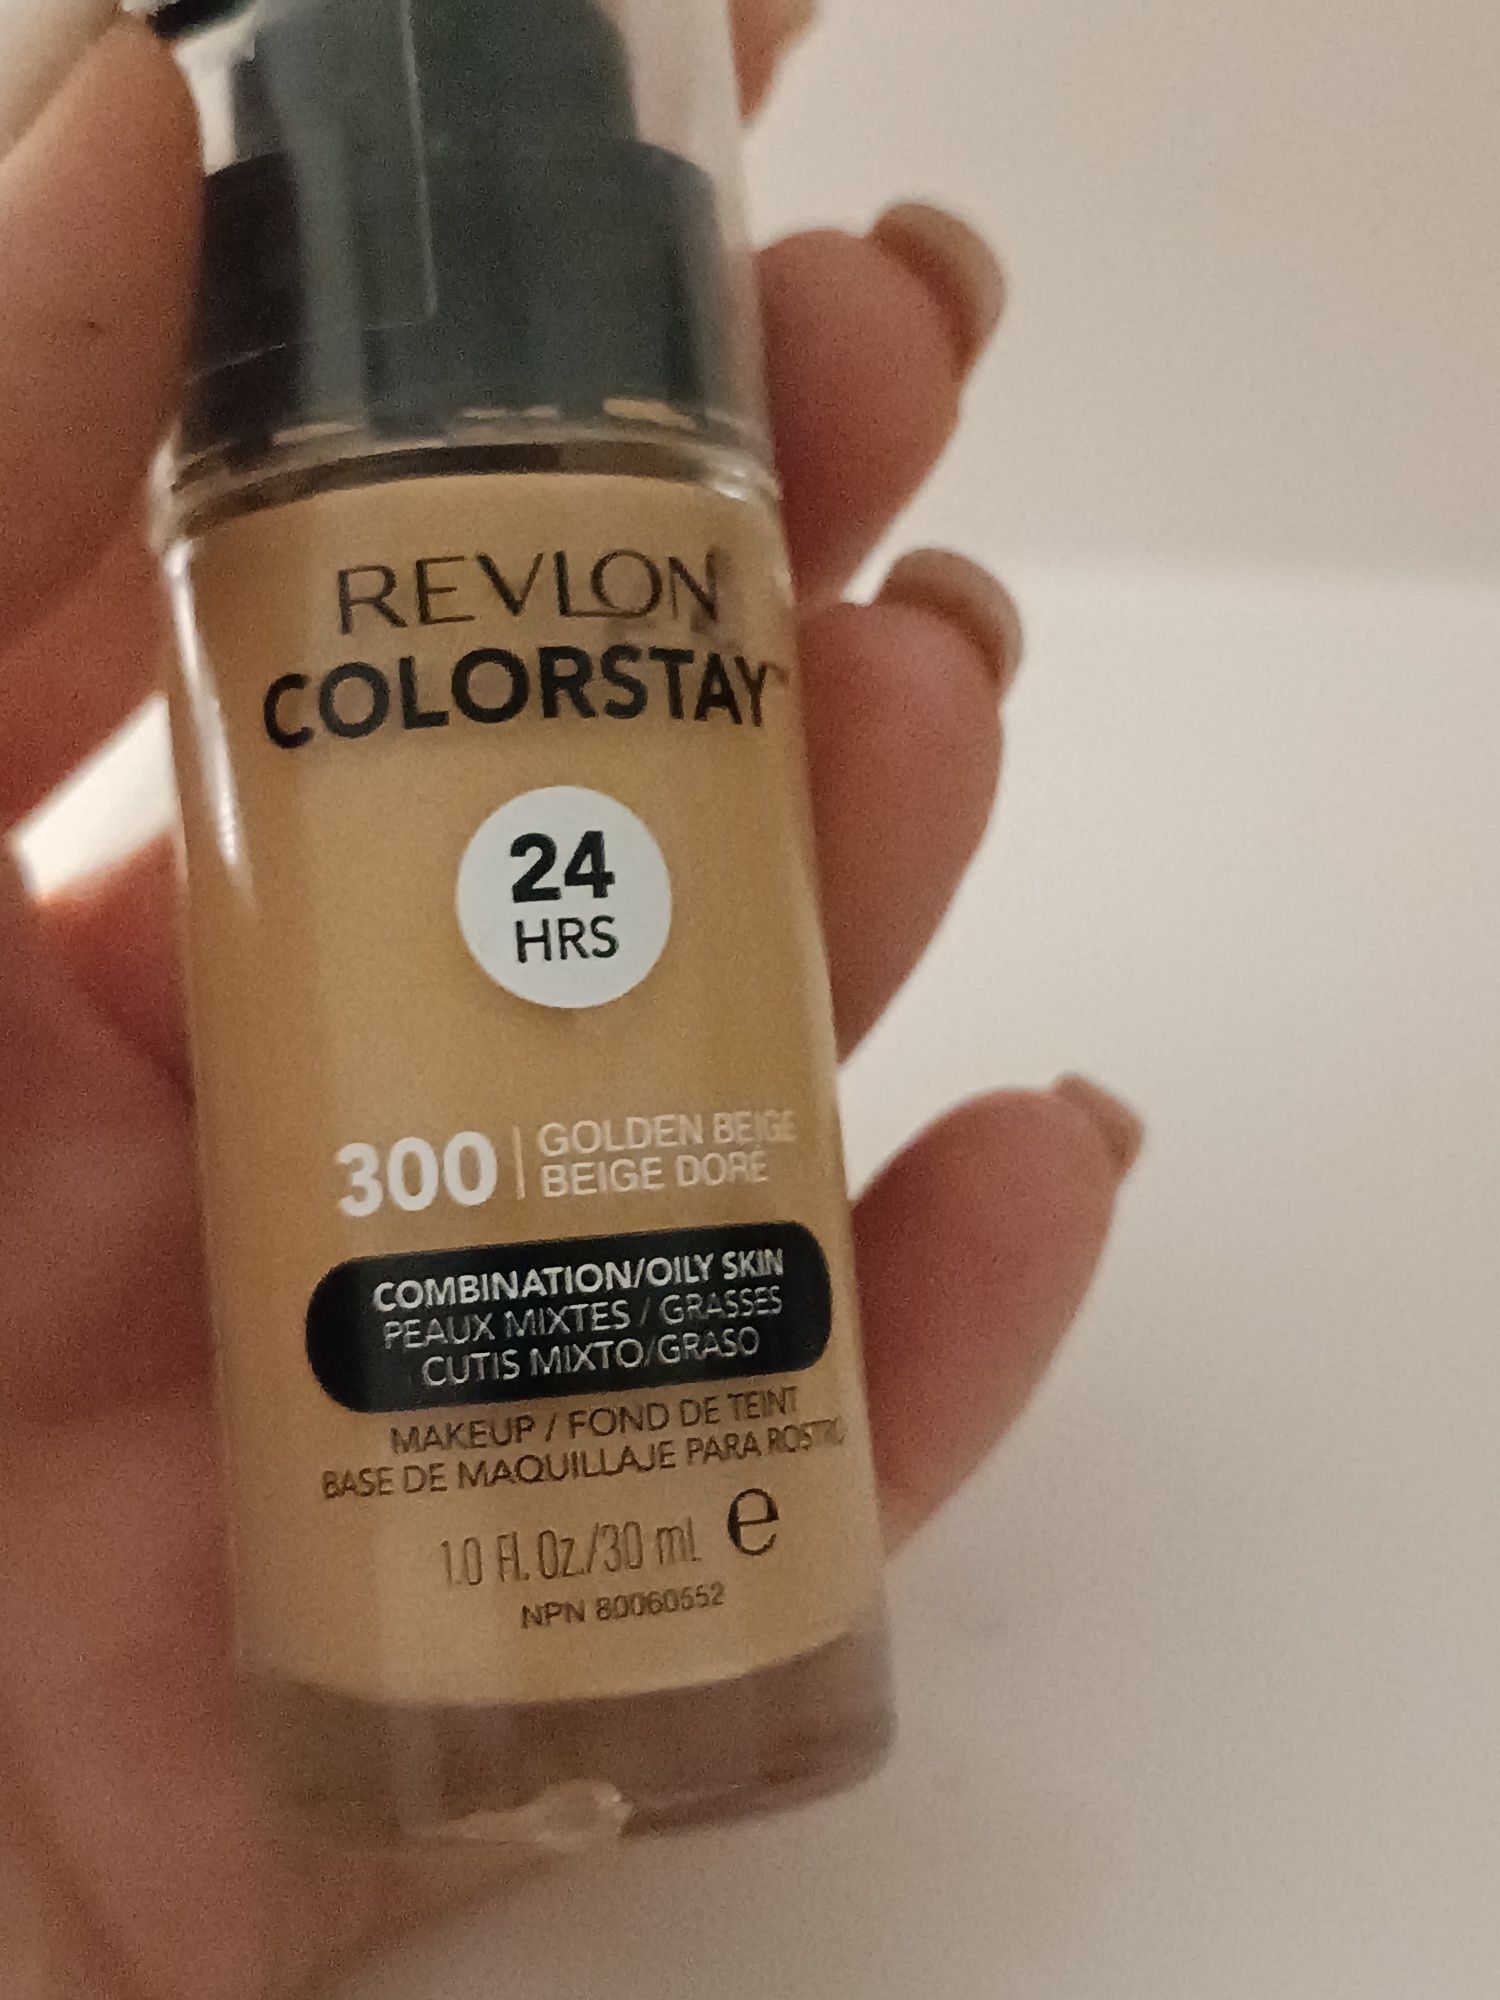 REVLON
COLORSTAY™
24
HRS
300 | GOLDEN BEIGE
BEIGE DORÉ
COMBINATION/OILY SKIN
PEAUX MIXTES / GRASSES
CUTIS MIXTO/GRASO
MAKEUP / FOND DE TEINT
BASE DE MAQUILLAJE PARA ROSTRO
1.0 Fl. Oz./30 mL e
NPN 80060552